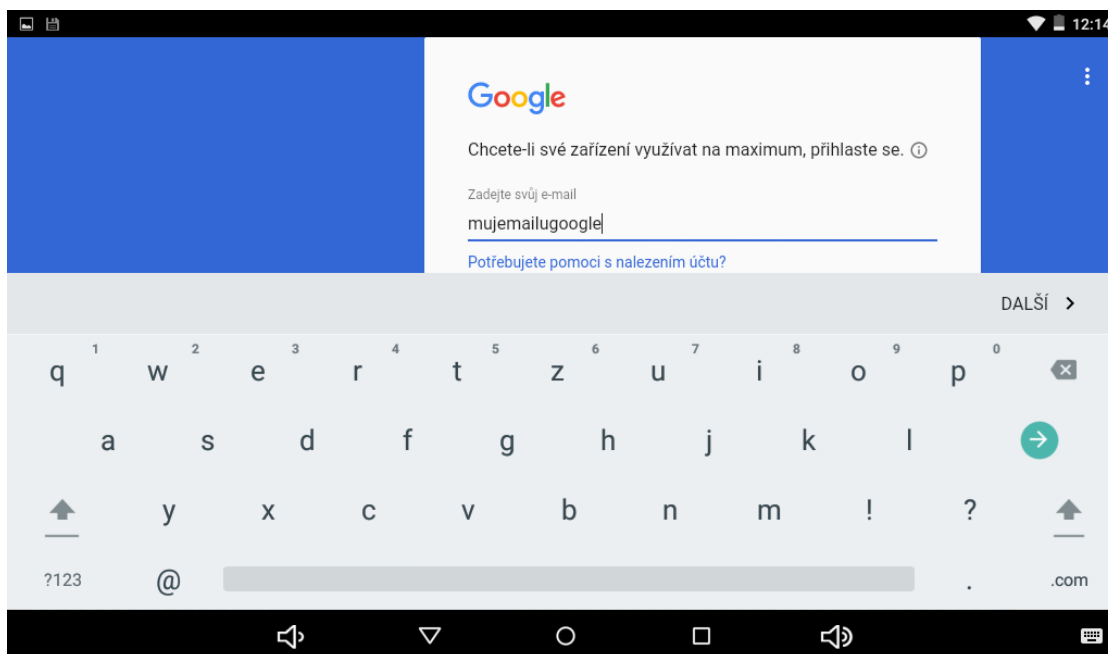 12:14
Google
Chcete-li své zařízení využívat na maximum, přihlaste se.
Zadejte svůj e-mail
mujemailugoogle
Potřebujete pomoci s nalezením účtu?
DALŠÍ
1 2 3 4 5 6 7 8 9 0
q w e r t z u i o p
a s d f g h j k l
y x c v b n m ! ?
?123 @ . .com